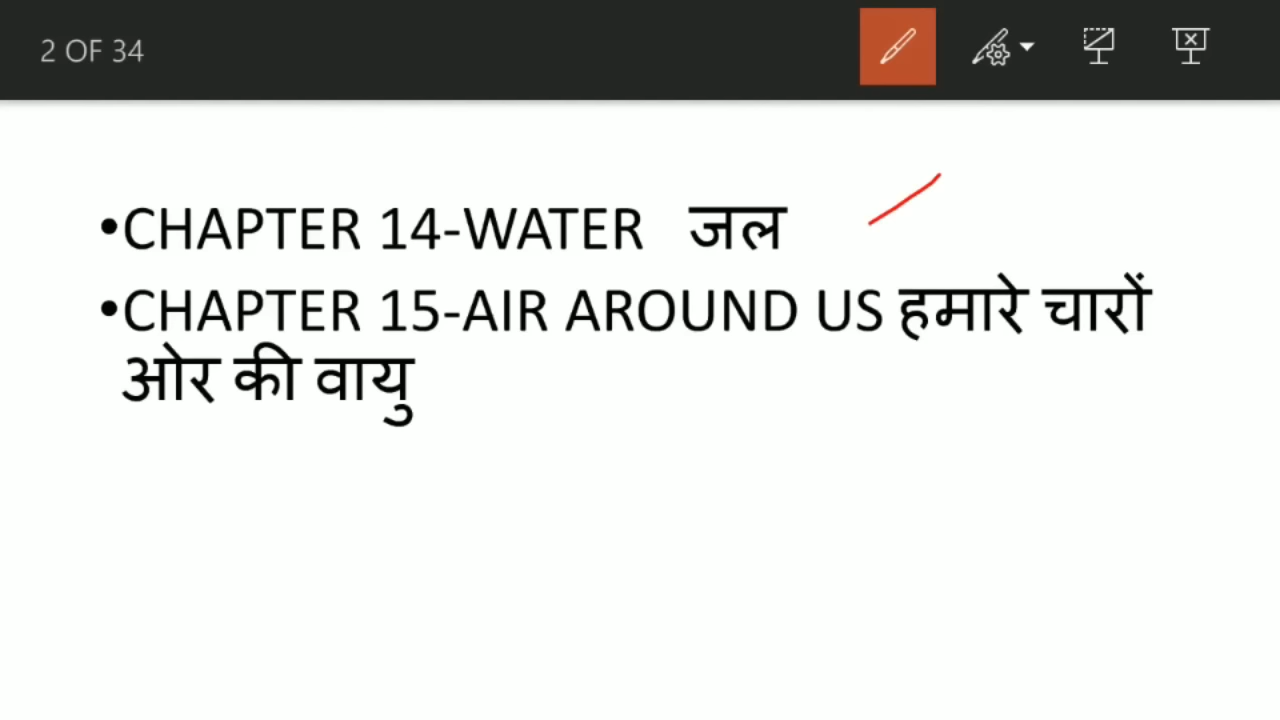 2 OF 34
•CHAPTER 14-WATER जल
•CHAPTER 15-AIR AROUND US हमारे चारों
ओर की वायु